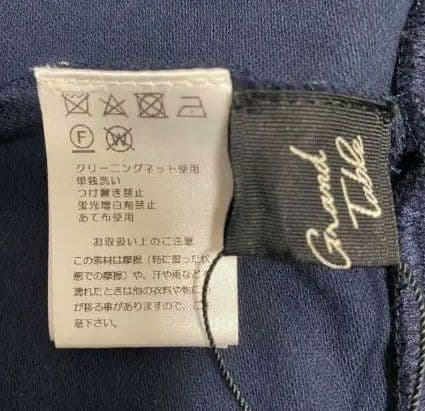 クリーニングネット使用
単独洗い
つけ置き禁止
蛍光増白剤禁止
あて布使用
お取扱い上のご注意
この素材は摩擦(特に湿った状
態での摩擦)や、汗や雨など
濡れたときは他の衣料や物に
が移る事がありますので、
意下さい。
Grand
Table